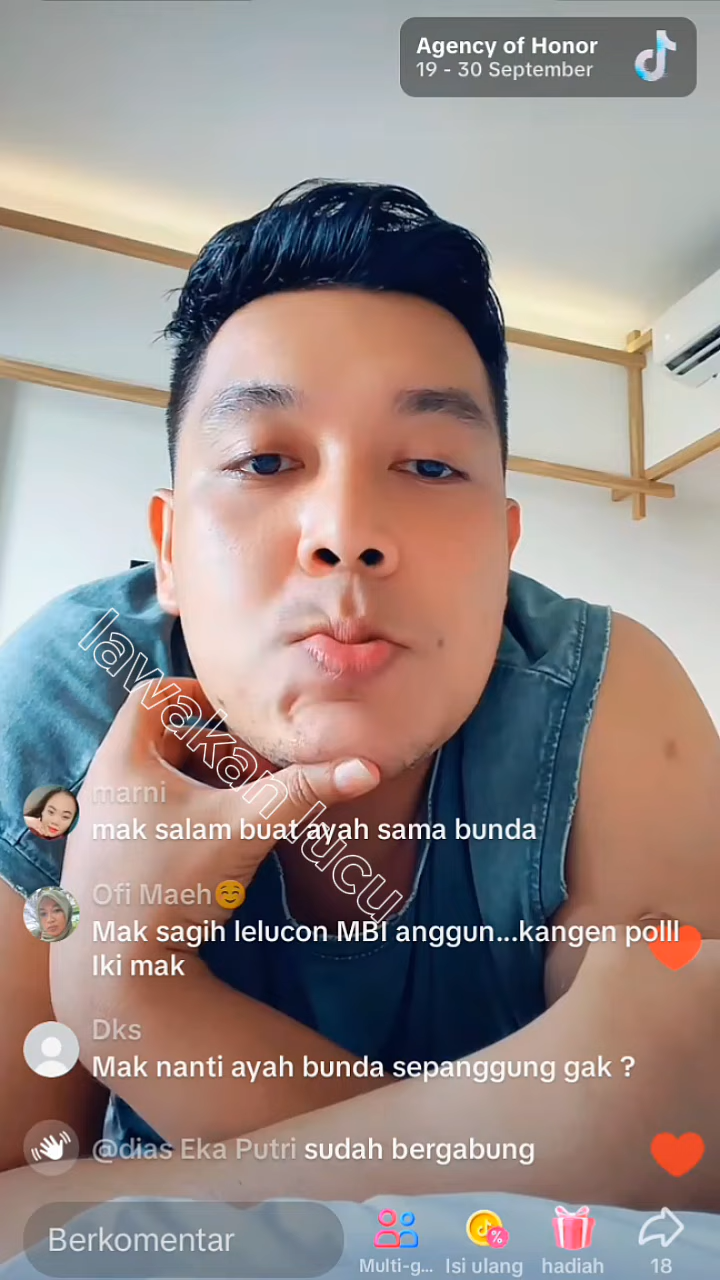 Agency of Honor
19 - 30 September
lawakan lucu
marni
mak salam buat ayah sama bunda
Ofi Maeh☺️
Mak sagih lelucon MBI anggun...kangen polll
Iki mak
Dks
Mak nanti ayah bunda sepanggung gak ?
@dias Eka Putri sudah bergabung
Berkomentar
Multi-g...
Isi ulang
hadiah
18